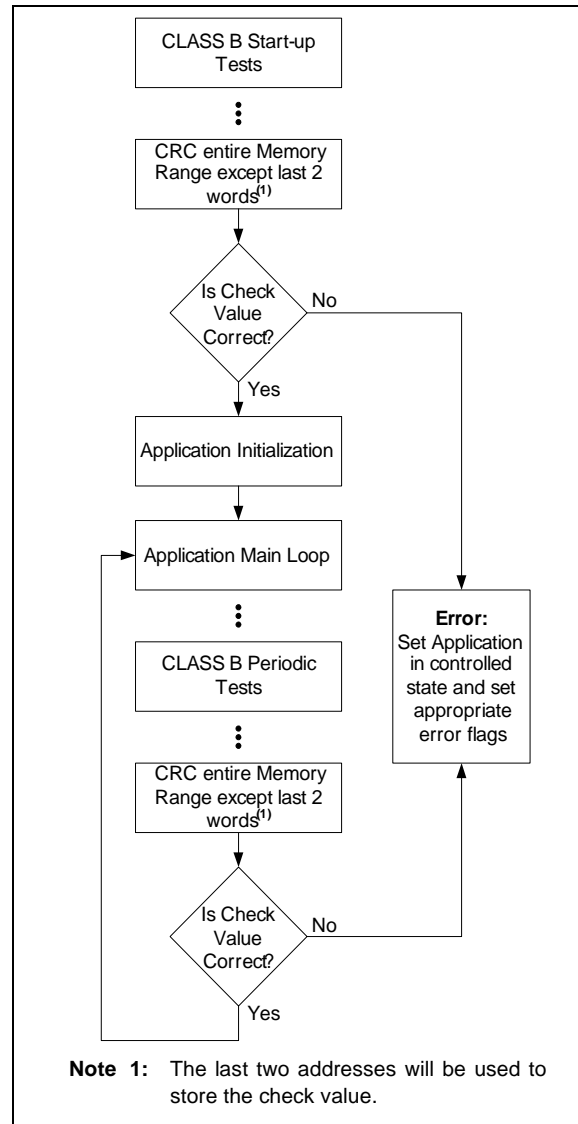 CLASS B Start-up
Tests
CRC entire Memory
Range except last 2
words(1)
Is Check
Value
Correct?
No
Yes
Application Initialization
Application Main Loop
Error:
Set Application
in controlled
state and set
appropriate
error flags
CLASS B Periodic
Tests
CRC entire Memory
Range except last 2
words(1)
Is Check
Value
Correct?
No
Yes
Note 1: The last two addresses will be used to
store the check value.